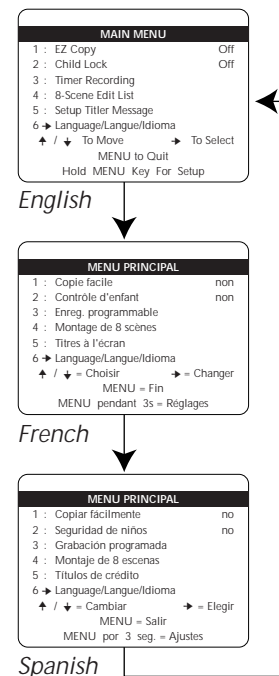 MAIN MENU
1 : EZ Copy Off
2 : Child Lock Off
3 : Timer Recording
4 : 8-Scene Edit List
5 : Setup Titler Message
6 → Language/Langue/Idioma
↑ / ↓ To Move → To Select
MENU to Quit
Hold MENU Key For Setup
English
MENU PRINCIPAL
1 : Copie facile non
2 : Contrôle d'enfant non
3 : Enreg. programmable
4 : Montage de 8 scènes
5 : Titres à l'écran
6 → Language/Langue/Idioma
↑ / ↓ = Choisir → = Changer
MENU = Fin
MENU pendant 3s = Réglages
French
MENU PRINCIPAL
1 : Copiar fácilmente no
2 : Seguridad de niños no
3 : Grabación programada
4 : Montaje de 8 escenas
5 : Títulos de crédito
6 → Language/Langue/Idioma
↑ / ↓ = Cambiar → = Elegir
MENU = Salir
MENU por 3 seg. = Ajustes
Spanish